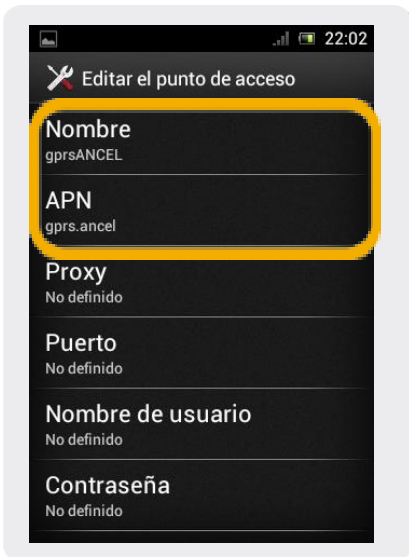 22:02
Editar el punto de acceso
Nombre
gprsANCEL
APN
gprs.ancel
Proxy
No definido
Puerto
No definido
Nombre de usuario
No definido
Contraseña
No definido